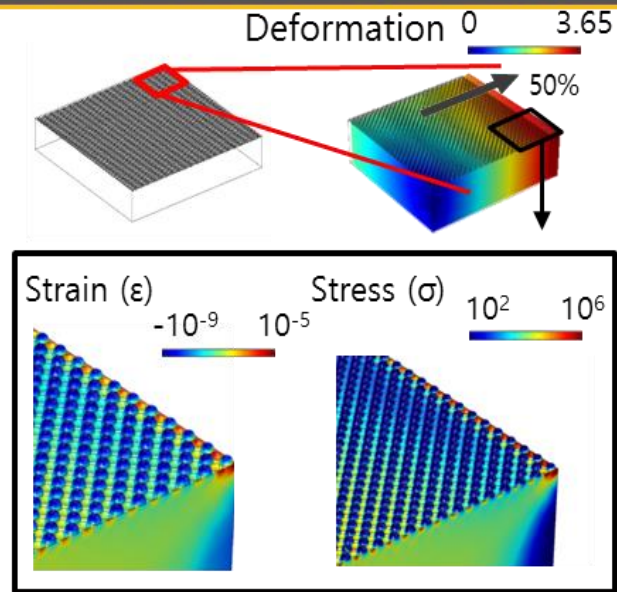 Deformation 0 3.65
50%
Strain (ε) Stress (σ)
-10⁻⁹ 10⁻⁵ 10² 10⁶